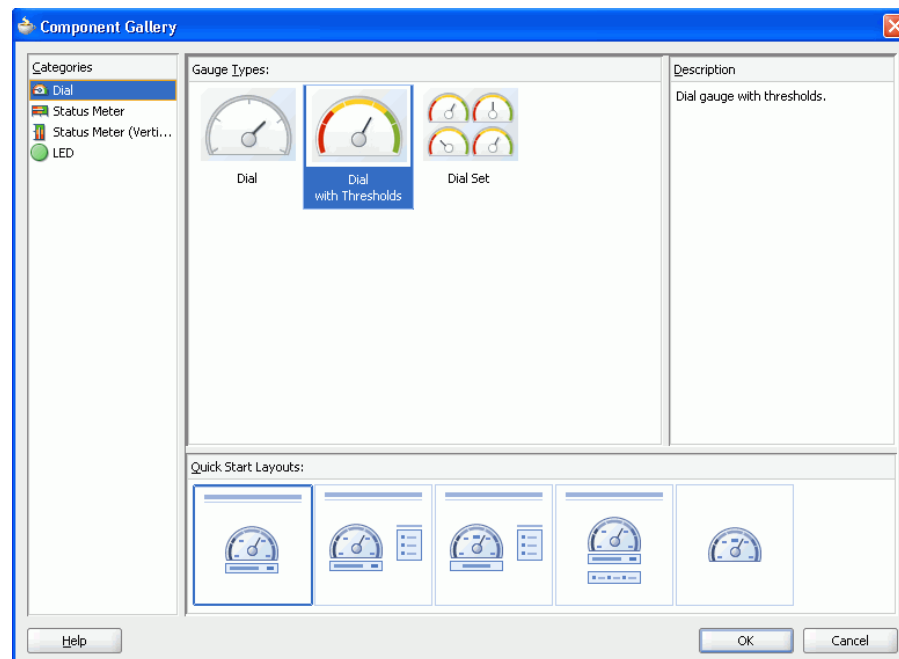 Component Gallery
Categories
Dial
Status Meter
Status Meter (Verti...
LED
Gauge Types:
Dial
Dial
with Thresholds
Dial Set
Description
Dial gauge with thresholds.
Quick Start Layouts:
Help
OK
Cancel